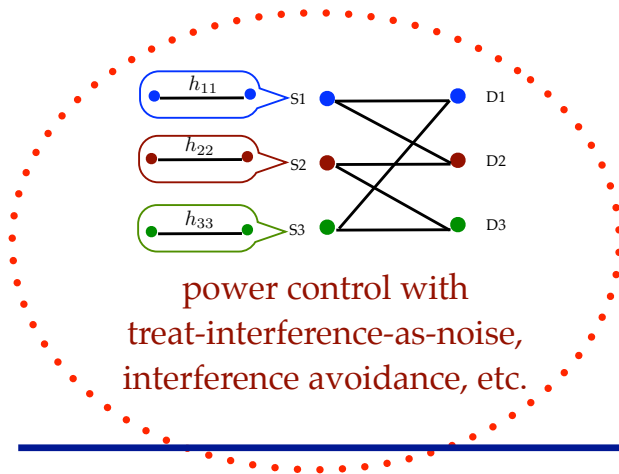 h11 S1 D1
h22 S2 D2
h33 S3 D3
power control with
treat-interference-as-noise,
interference avoidance, etc.